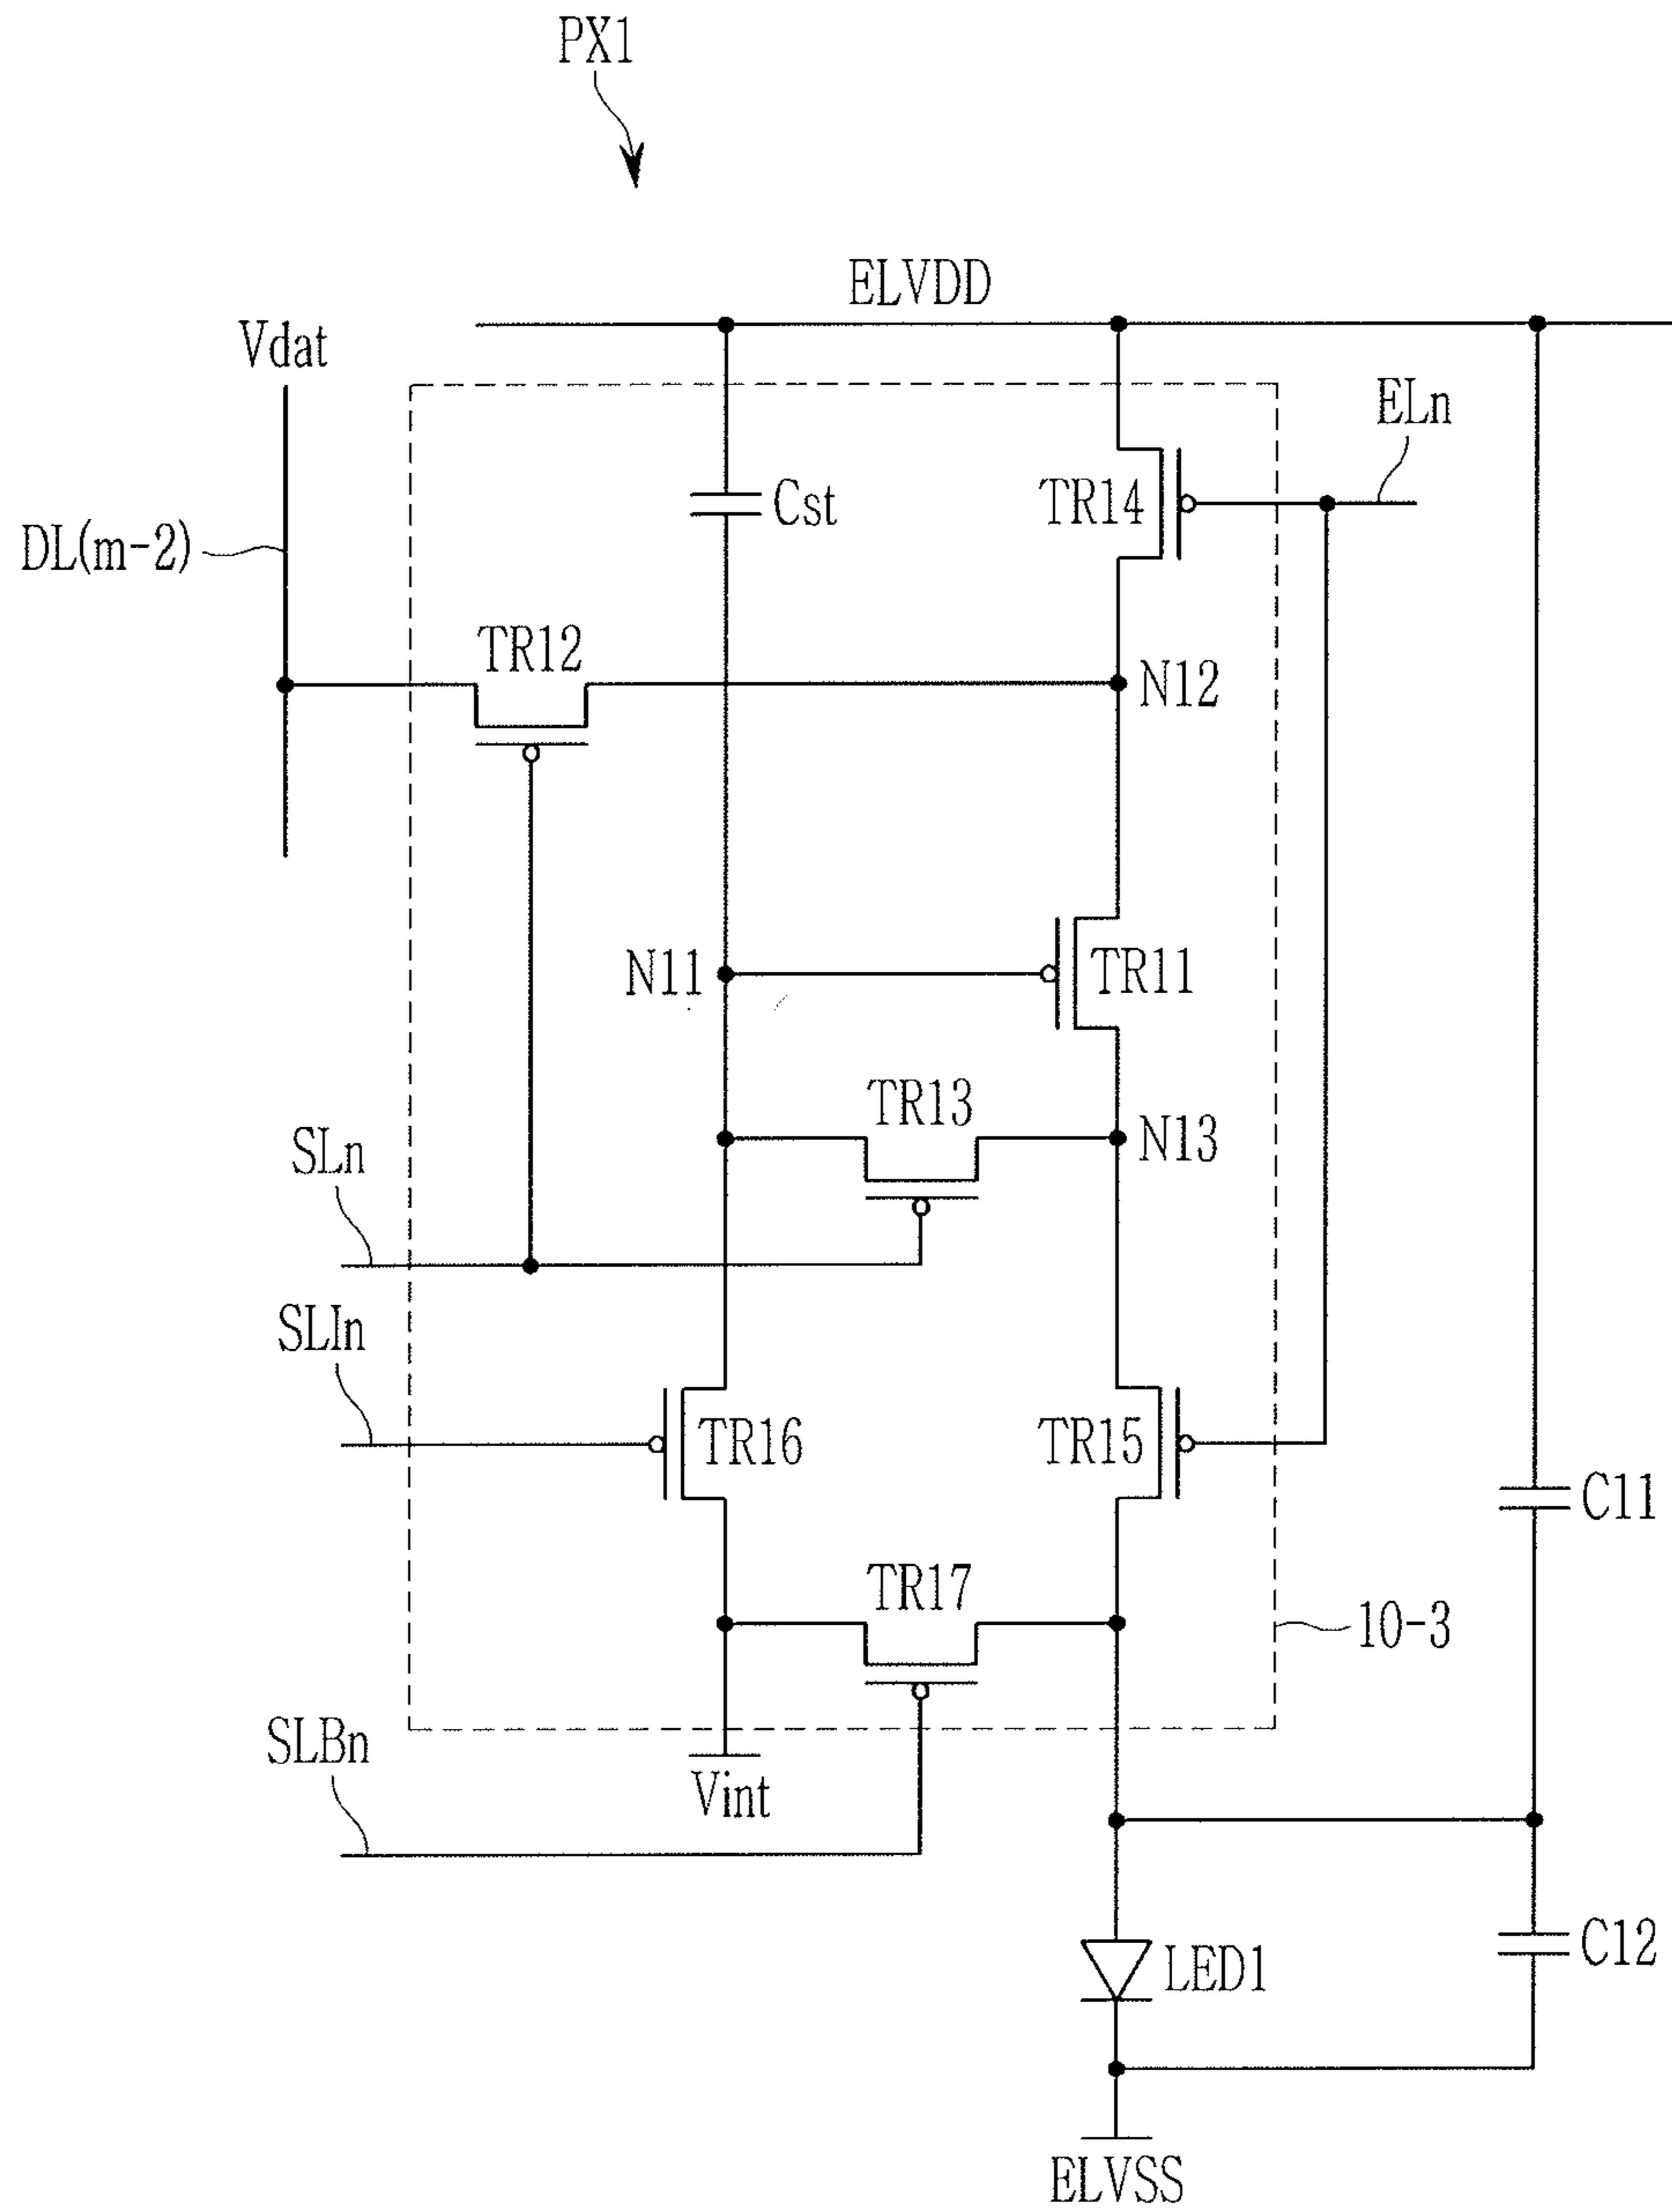 PX1
ELVDD
Vdat
ELn
TR14
Cst
DL(m-2)
TR12
N12
N11
TR11
TR13
N13
SLn
SLIn
TR16
TR15
C11
TR17
10-3
SLBn
Vint
LED1
C12
ELVSS